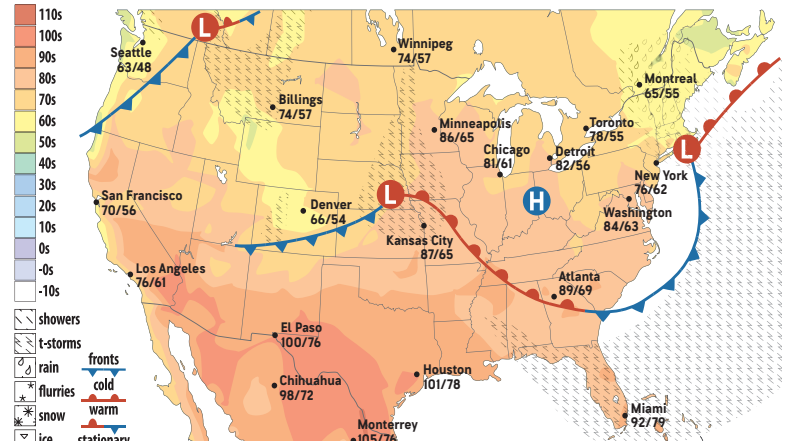 110s
100s
90s
80s
70s
60s
50s
40s
30s
20s
10s
0s
-0s
-10s
showers
t-storms
rain
flurries
snow
ice
fronts
cold
warm
stationary
L
Seattle
63/48
Winnipeg
74/57
Billings
74/57
Montreal
65/55
Minneapolis
86/65
Toronto
78/55
Chicago
81/61
Detroit
82/56
L
New York
76/62
San Francisco
70/56
Denver
66/54
L
H
Washington
84/63
Kansas City
87/65
Los Angeles
76/61
Atlanta
89/69
El Paso
100/76
Chihuahua
98/72
Houston
101/78
Miami
92/79
Monterrey
105/76